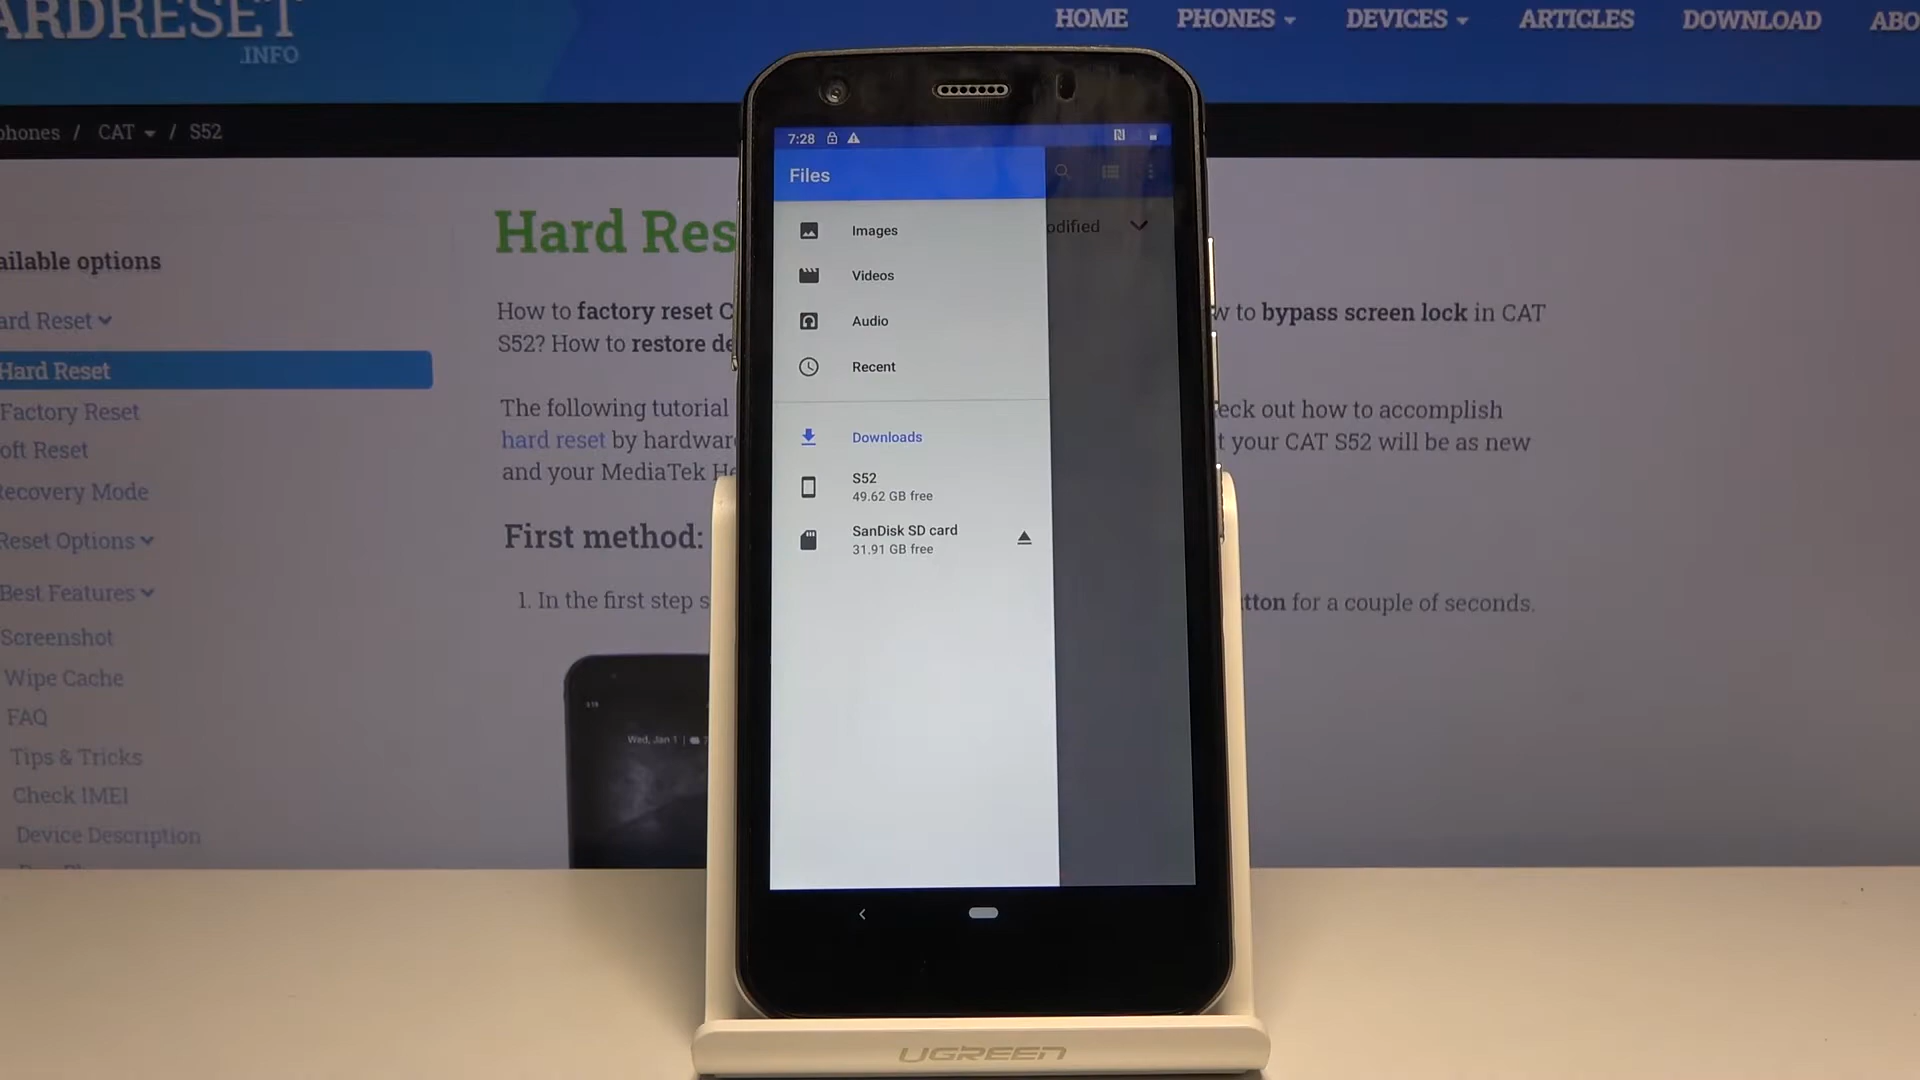 ARDRESET
.INFO
HOME PHONES DEVICES ARTICLES DOWNLOAD ABO
phones / CAT / S52
ailable options
ard Reset
Hard Reset
Factory Reset
oft Reset
Recovery Mode
Reset Options
Best Features
Screenshot
Wipe Cache
FAQ
Tips & Tricks
Check IMEI
Device Description
Hard Res
How to factory reset C
w to bypass screen lock in CAT
S52? How to restore de
The following tutorial
eck out how to accomplish
hard reset by hardwar
t your CAT S52 will be as new
and your MediaTek He
First method:
1. In the first step s
tton for a couple of seconds.
Wed, Jan 1
7:28
Files
odified
Images
Videos
Audio
Recent
Downloads
S52
49.62 GB free
SanDisk SD card
31.91 GB free
UGREEN